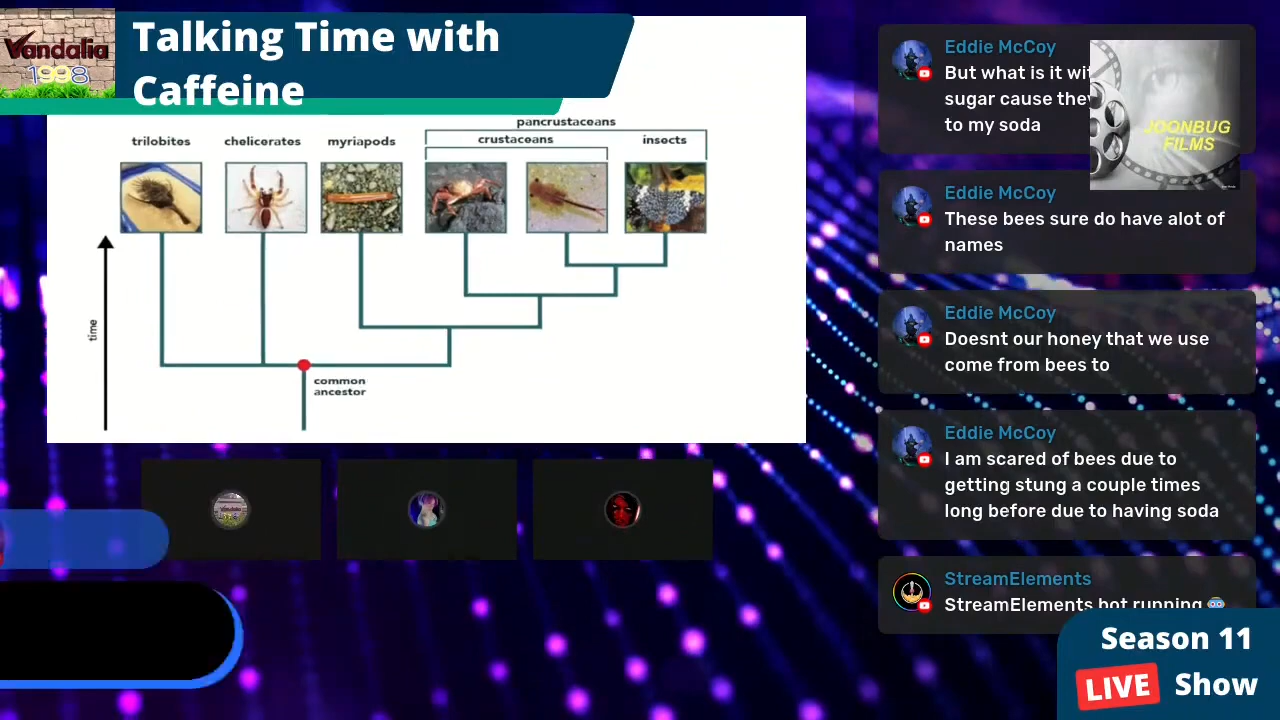 Vandalia
1998
Talking Time with
Caffeine
pancrustaceans
trilobites chelicerates myriapods crustaceans insects
time
common
ancestor
Eddie McCoy
But what is it
sugar cause
to my soda
JOONBUG
FILMS
Eddie McCoy
These bees sure do have alot of
names
Eddie McCoy
Doesnt our honey that we use
come from bees to
Eddie McCoy
I am scared of bees due to
getting stung a couple times
long before due to having soda
StreamElements
StreamElements bot running
Season 11
LIVE Show